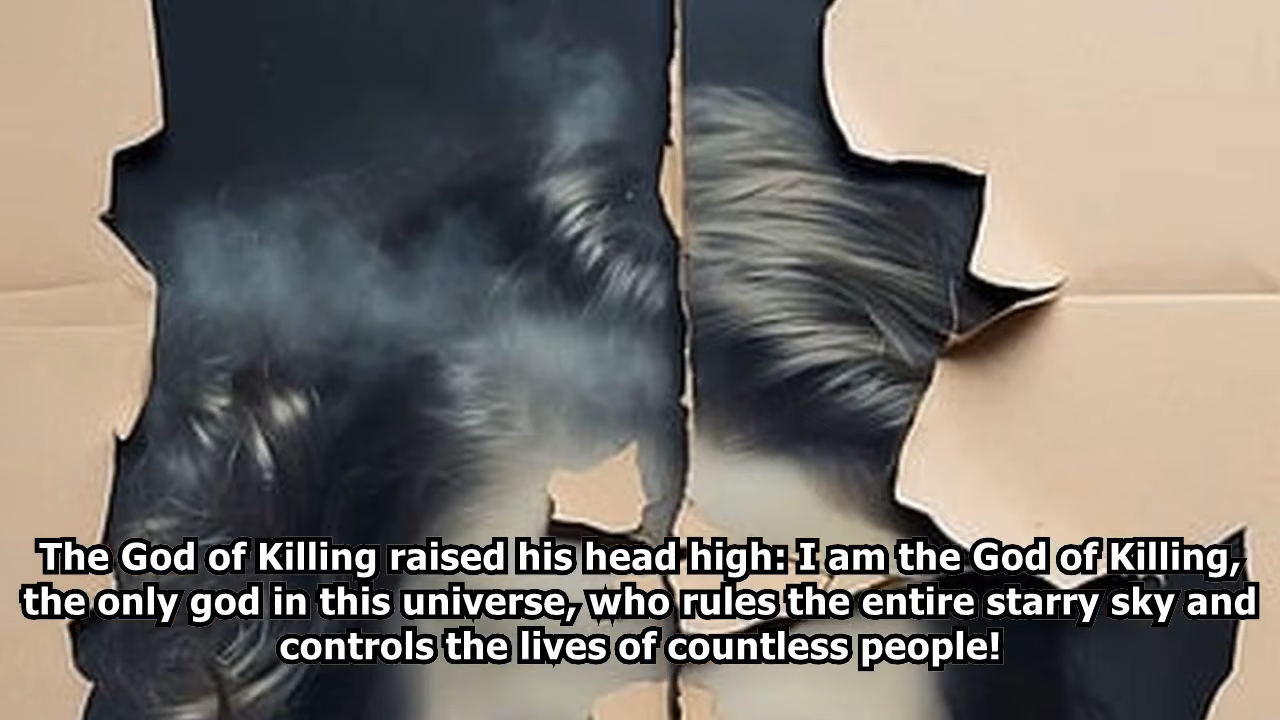 The God of Killing raised his head high: I am the God of Killing,
the only god in this universe, who rules the entire starry sky and
controls the lives of countless people!